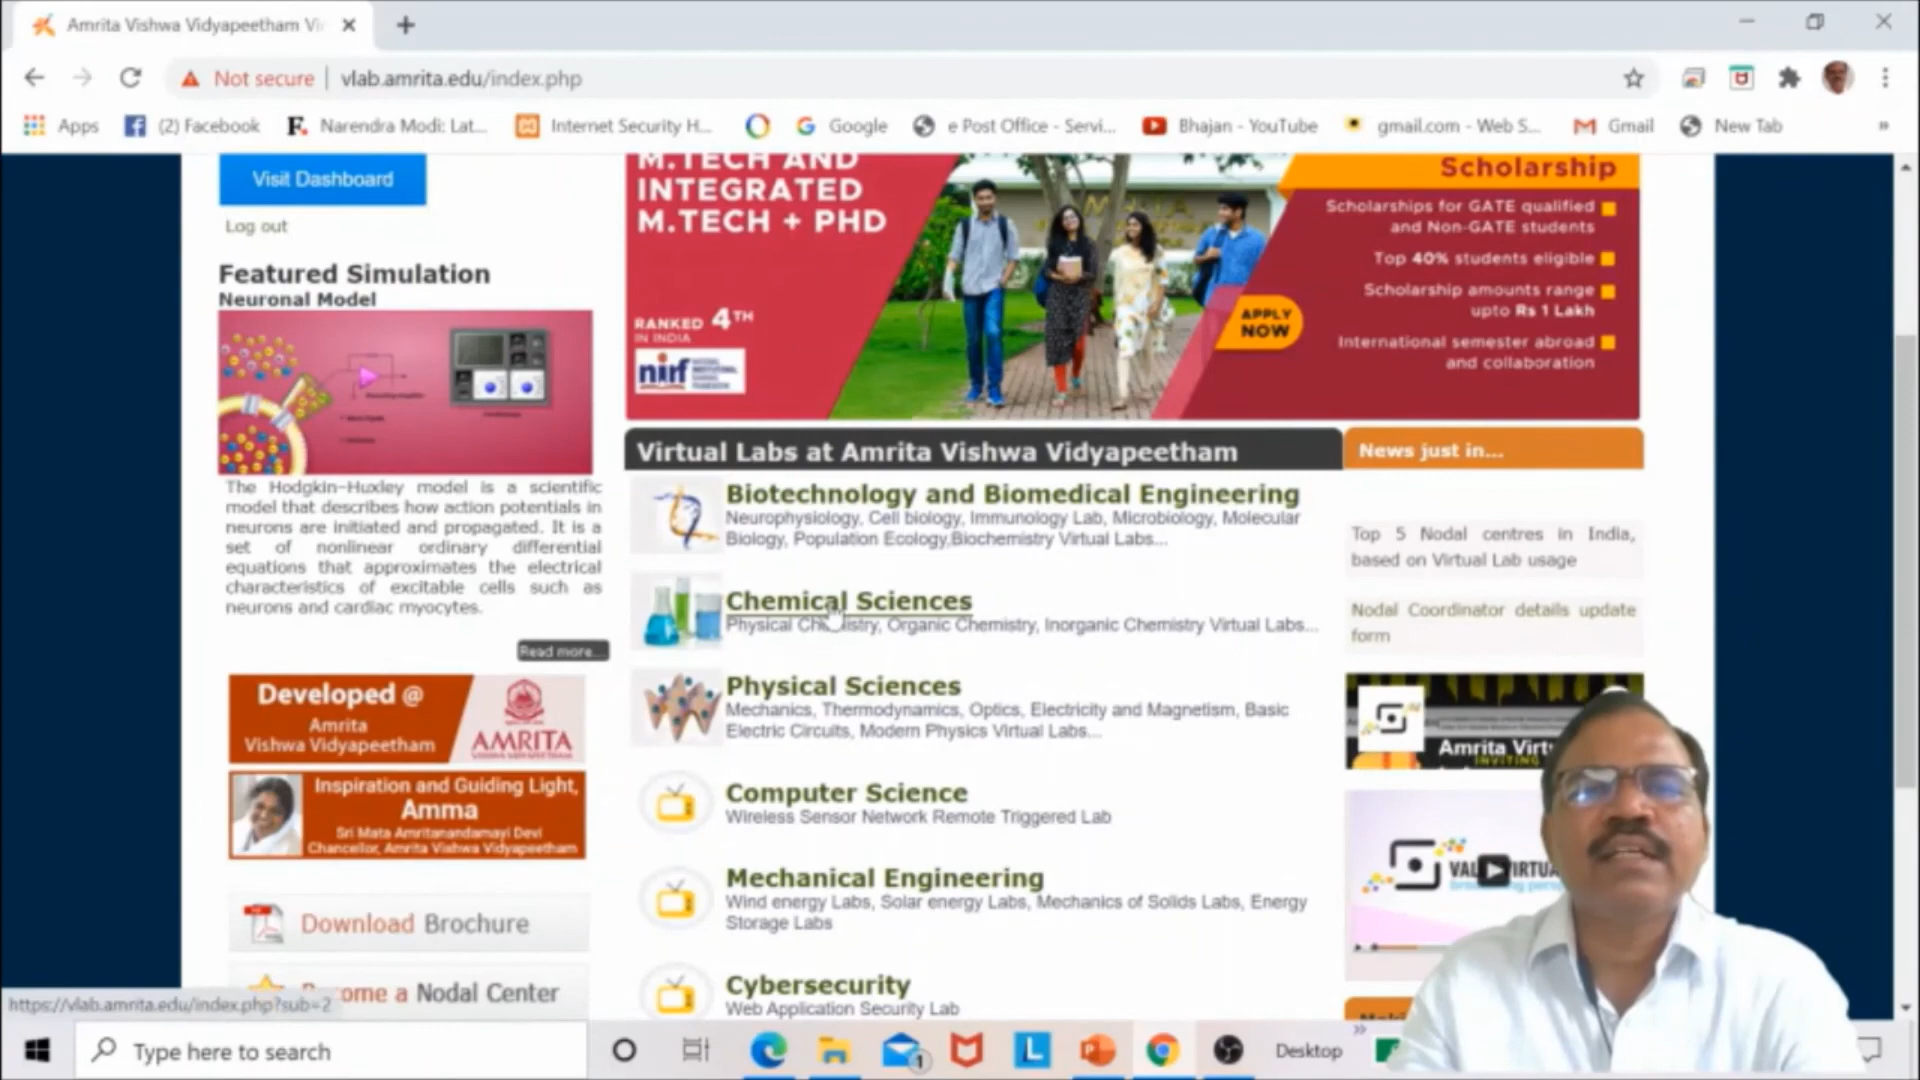 Amrita Vishwa Vidyapeetham Vi
Not secure
vlab.amrita.edu/index.php
Apps
(2) Facebook
Narendra Modi: Lat...
Internet Security H...
Google
e Post Office - Servi...
Bhajan - YouTube
gmail.com - Web S...
Gmail
New Tab
»
Visit Dashboard
Log out
Featured Simulation
Neuronal Model
The Hodgkin-Huxley model is a scientific
model that describes how action potentials in
neurons are initiated and propagated. It is a
set of nonlinear ordinary differential
equations that approximates the electrical
characteristics of excitable cells such as
neurons and cardiac myocytes.
Read more...
Developed @
Amrita
Vishwa Vidyapeetham
AMRITA
Inspiration and Guiding Light,
Amma
Sri Mata Amritanandamayi Devi
Chancellor, Amrita Vishwa Vidyapeetham
Download Brochure
Become a Nodal Center
https://vlab.amrita.edu/index.php?sub=2
M.TECH AND
INTEGRATED
M.TECH + PHD
RANKED 4TH
IN INDIA
nirf
Scholarship
Scholarships for GATE qualified
and Non-GATE students
Top 40% students eligible
Scholarship amounts range
upto Rs 1 Lakh
International semester abroad
and collaboration
APPLY
NOW
Virtual Labs at Amrita Vishwa Vidyapeetham
Biotechnology and Biomedical Engineering
Neurophysiology, Cell biology, Immunology Lab, Microbiology, Molecular
Biology, Population Ecology,Biochemistry Virtual Labs...
Chemical Sciences
Physical Chemistry, Organic Chemistry, Inorganic Chemistry Virtual Labs...
Physical Sciences
Mechanics, Thermodynamics, Optics, Electricity and Magnetism, Basic
Electric Circuits, Modern Physics Virtual Labs...
Computer Science
Wireless Sensor Network Remote Triggered Lab
Mechanical Engineering
Wind energy Labs, Solar energy Labs, Mechanics of Solids Labs, Energy
Storage Labs
Cybersecurity
Web Application Security Lab
News just in...
Top 5 Nodal centres in India,
based on Virtual Lab usage
Nodal Coordinator details update
form
Amrita Virt
INVITING
VAL VIRTUA
Type here to search
1
L
Desktop
»